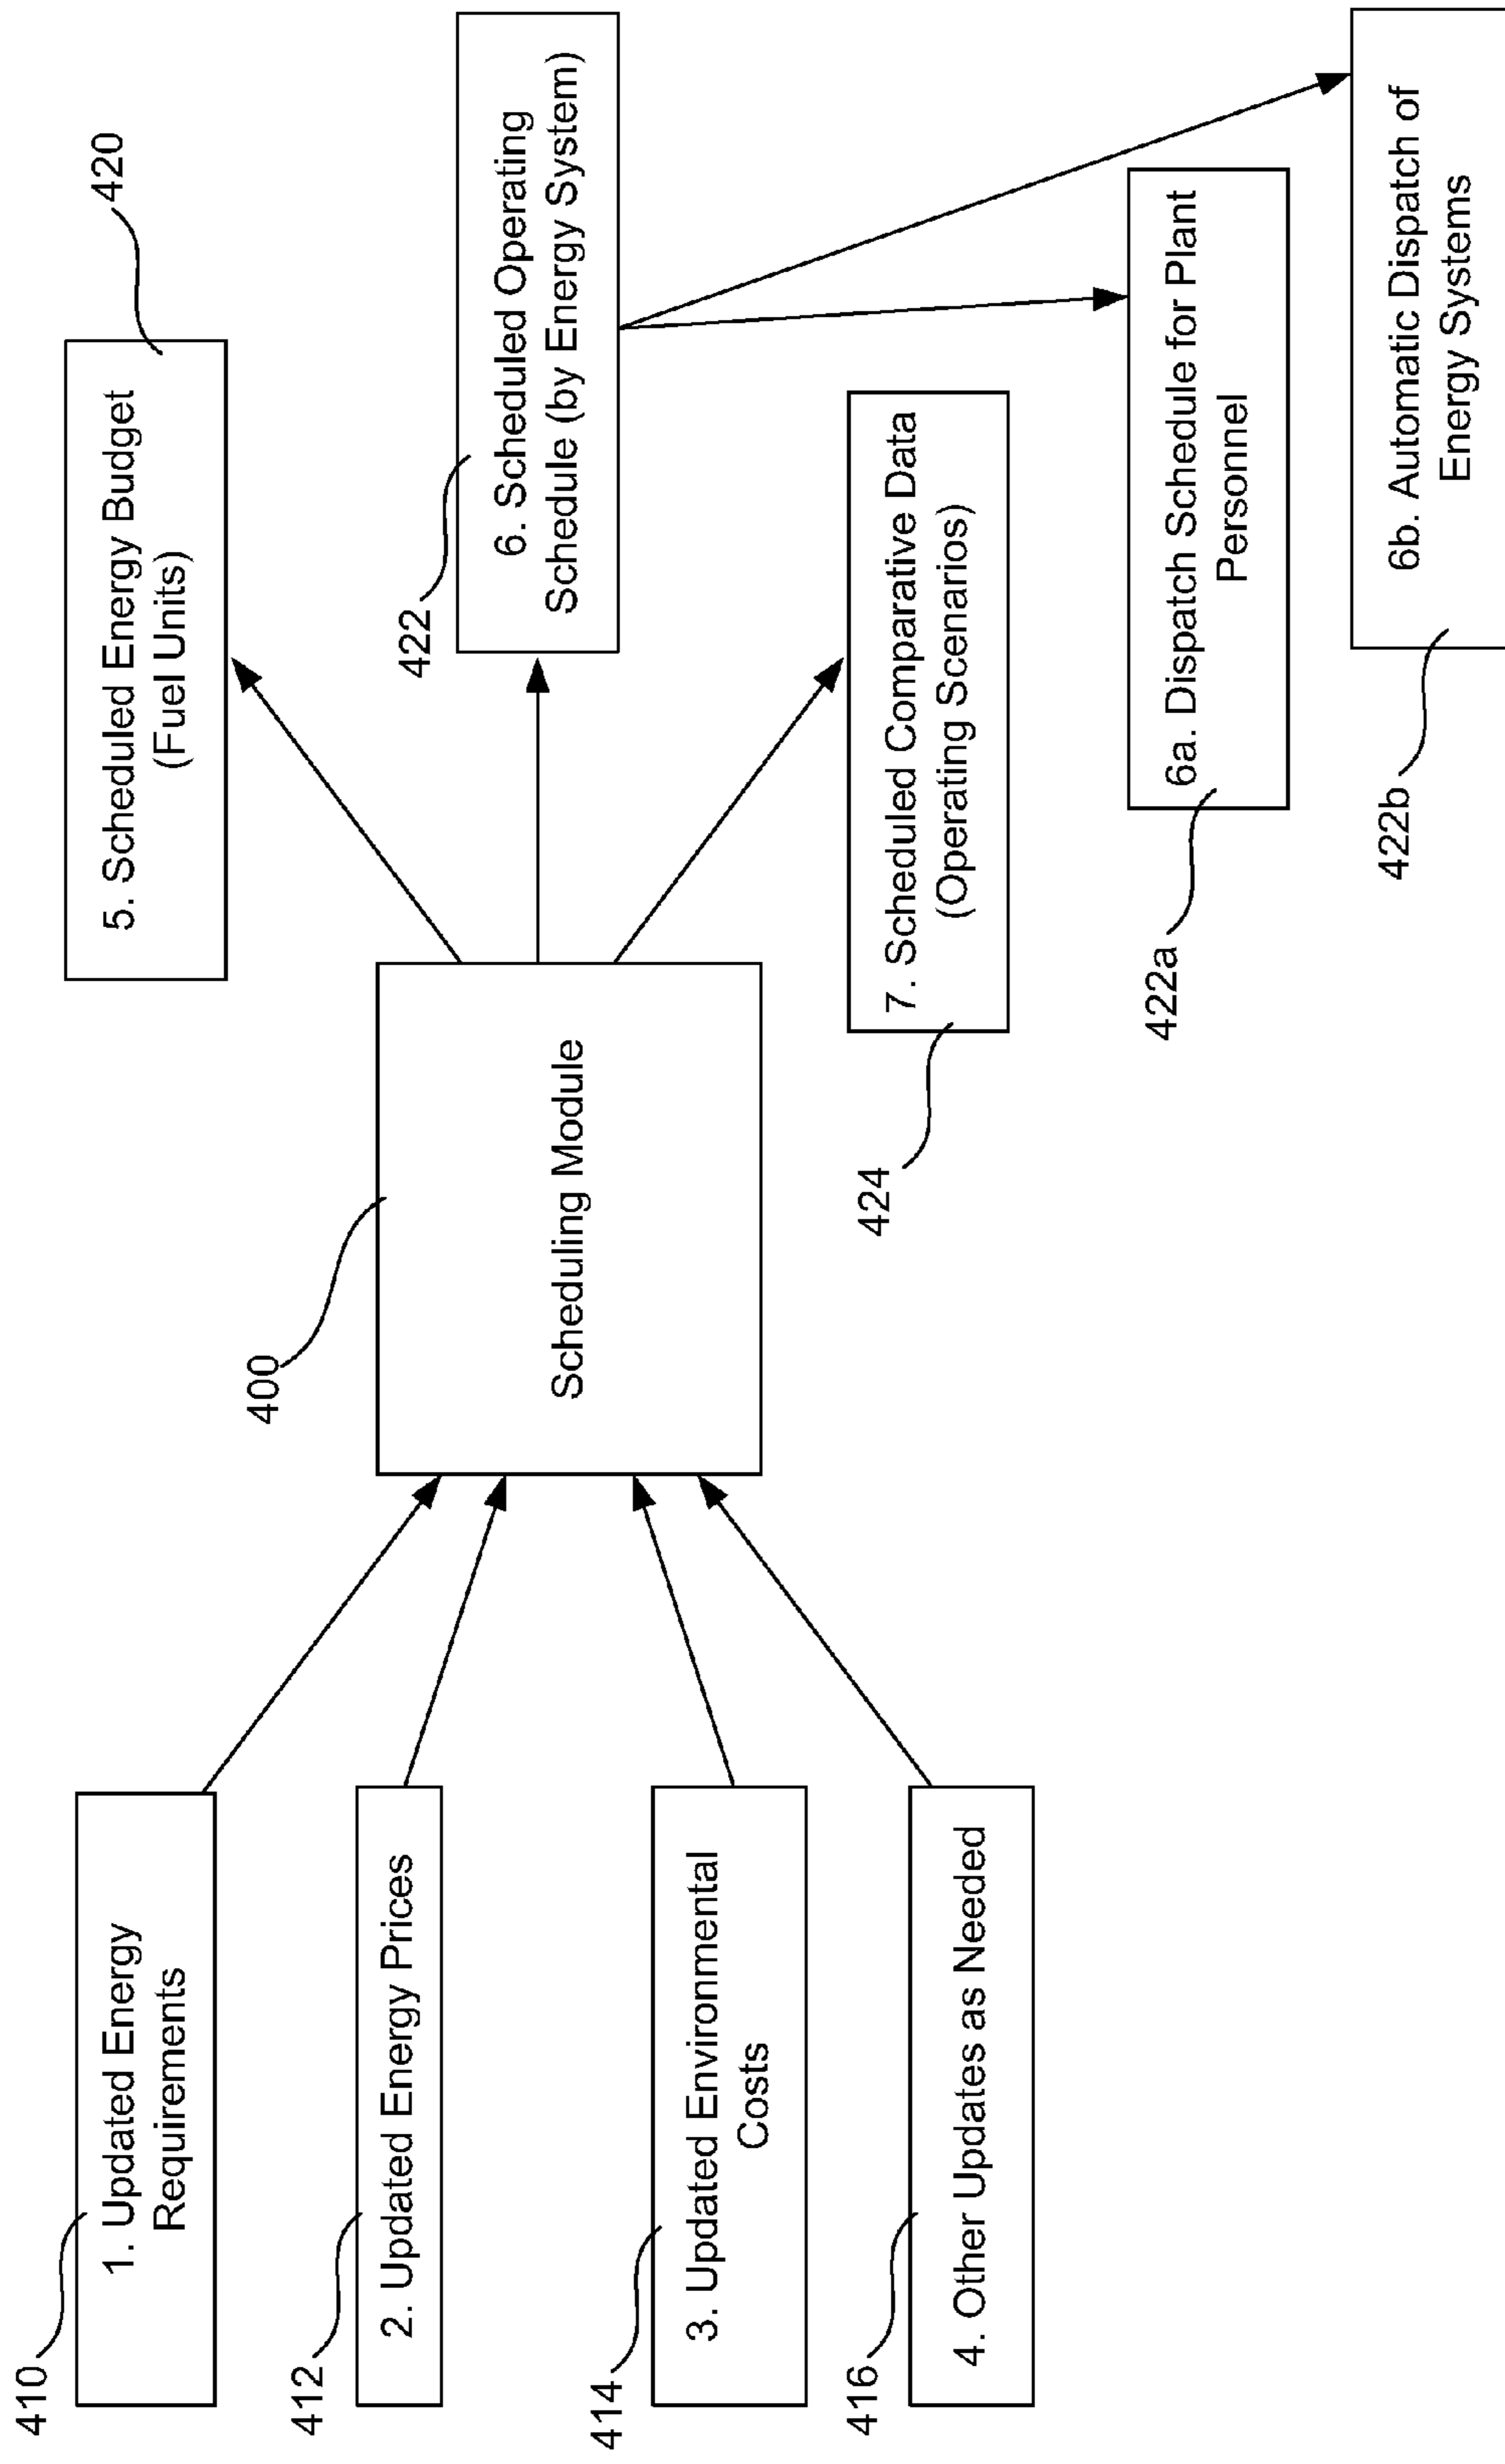 410
1. Updated Energy
Requirements
412
2. Updated Energy Prices
414
3. Updated Environmental
Costs
416
4. Other Updates as Needed
400
Scheduling Module
420
5. Scheduled Energy Budget
(Fuel Units)
422
6. Scheduled Operating
Schedule (by Energy System)
424
7. Scheduled Comparative Data
(Operating Scenarios)
422a
6a. Dispatch Schedule for Plant
Personnel
422b
6b. Automatic Dispatch of
Energy Systems